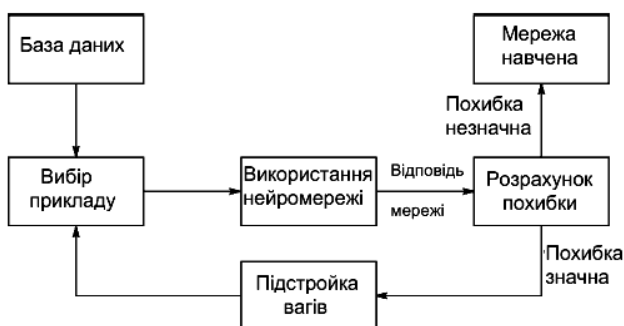 База даних
Мережа
навчена
Похибка
незначна
Вибір
прикладу
Використання
нейромережі
Відповідь
мережі
Розрахунок
похибки
Похибка
значна
Підстройка
вагів